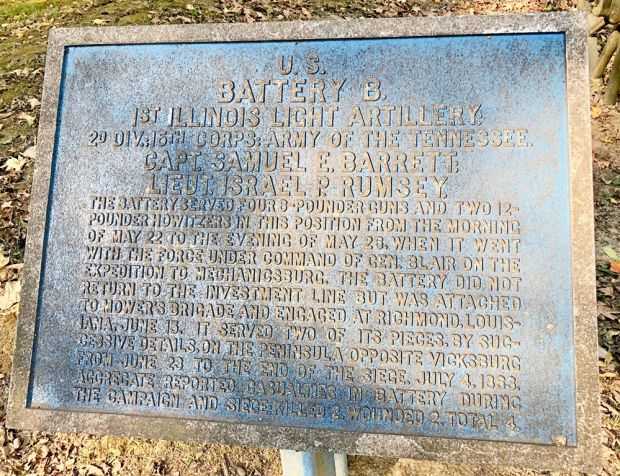 U.S.
BATTERY B.
1ST ILLINOIS LIGHT ARTILLERY;
2D DIV.; 15TH CORPS; ARMY OF THE TENNESSEE.
CAPT. SAMUEL E. BARRETT,
LIEUT. ISRAEL P. RUMSEY.
THE BATTERY SERVED FOUR 6-POUNDER GUNS AND TWO 12-
POUNDER HOWITZERS IN THIS POSITION FROM THE MORNING
OF MAY 22 TO THE EVENING OF MAY 26, WHEN IT WENT
WITH THE FORCE UNDER COMMAND OF GEN. BLAIR ON THE
EXPEDITION TO MECHANICSBURG. THE BATTERY DID NOT
RETURN TO THE INVESTMENT LINE BUT WAS ATTACHED
TO MOWER'S BRIGADE AND ENGAGED AT RICHMOND, LOUIS-
IANA, JUNE 15. IT SERVED TWO OF ITS PIECES, BY SUC-
CESSIVE DETAILS, ON THE PENINSULA OPPOSITE VICKSBURG
FROM JUNE 23 TO THE END OF THE SIEGE, JULY 4, 1863.
AGGREGATE REPORTED CASUALTIES IN BATTERY DURING
THE CAMPAIGN AND SIEGE: KILLED 2, WOUNDED 2, TOTAL 4.